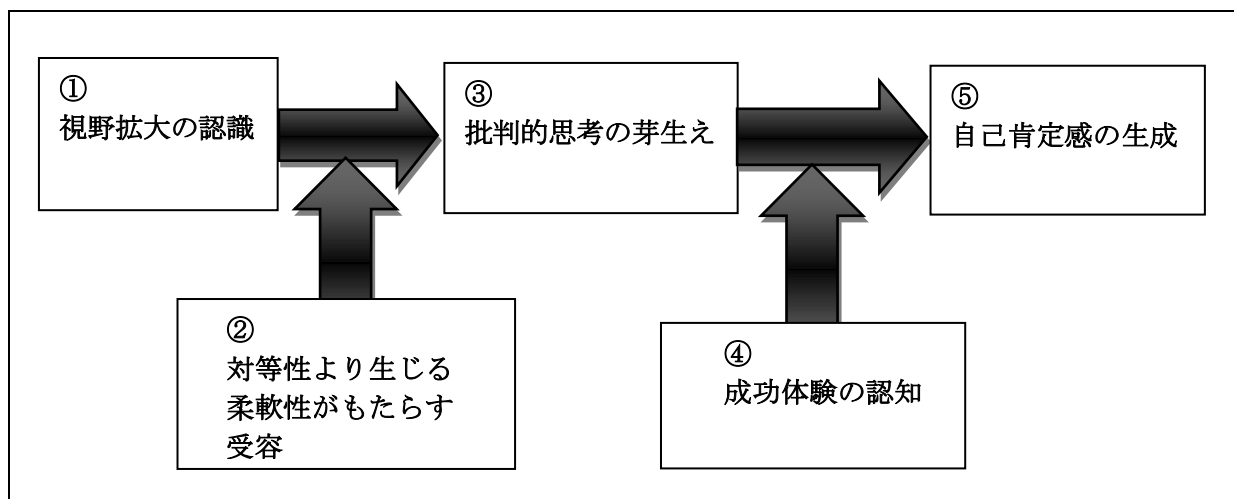 ①
視野拡大の認識
③
批判的思考の芽生え
⑤
自己肯定感の生成
②
対等性より生じる
柔軟性がもたらす
受容
④
成功体験の認知